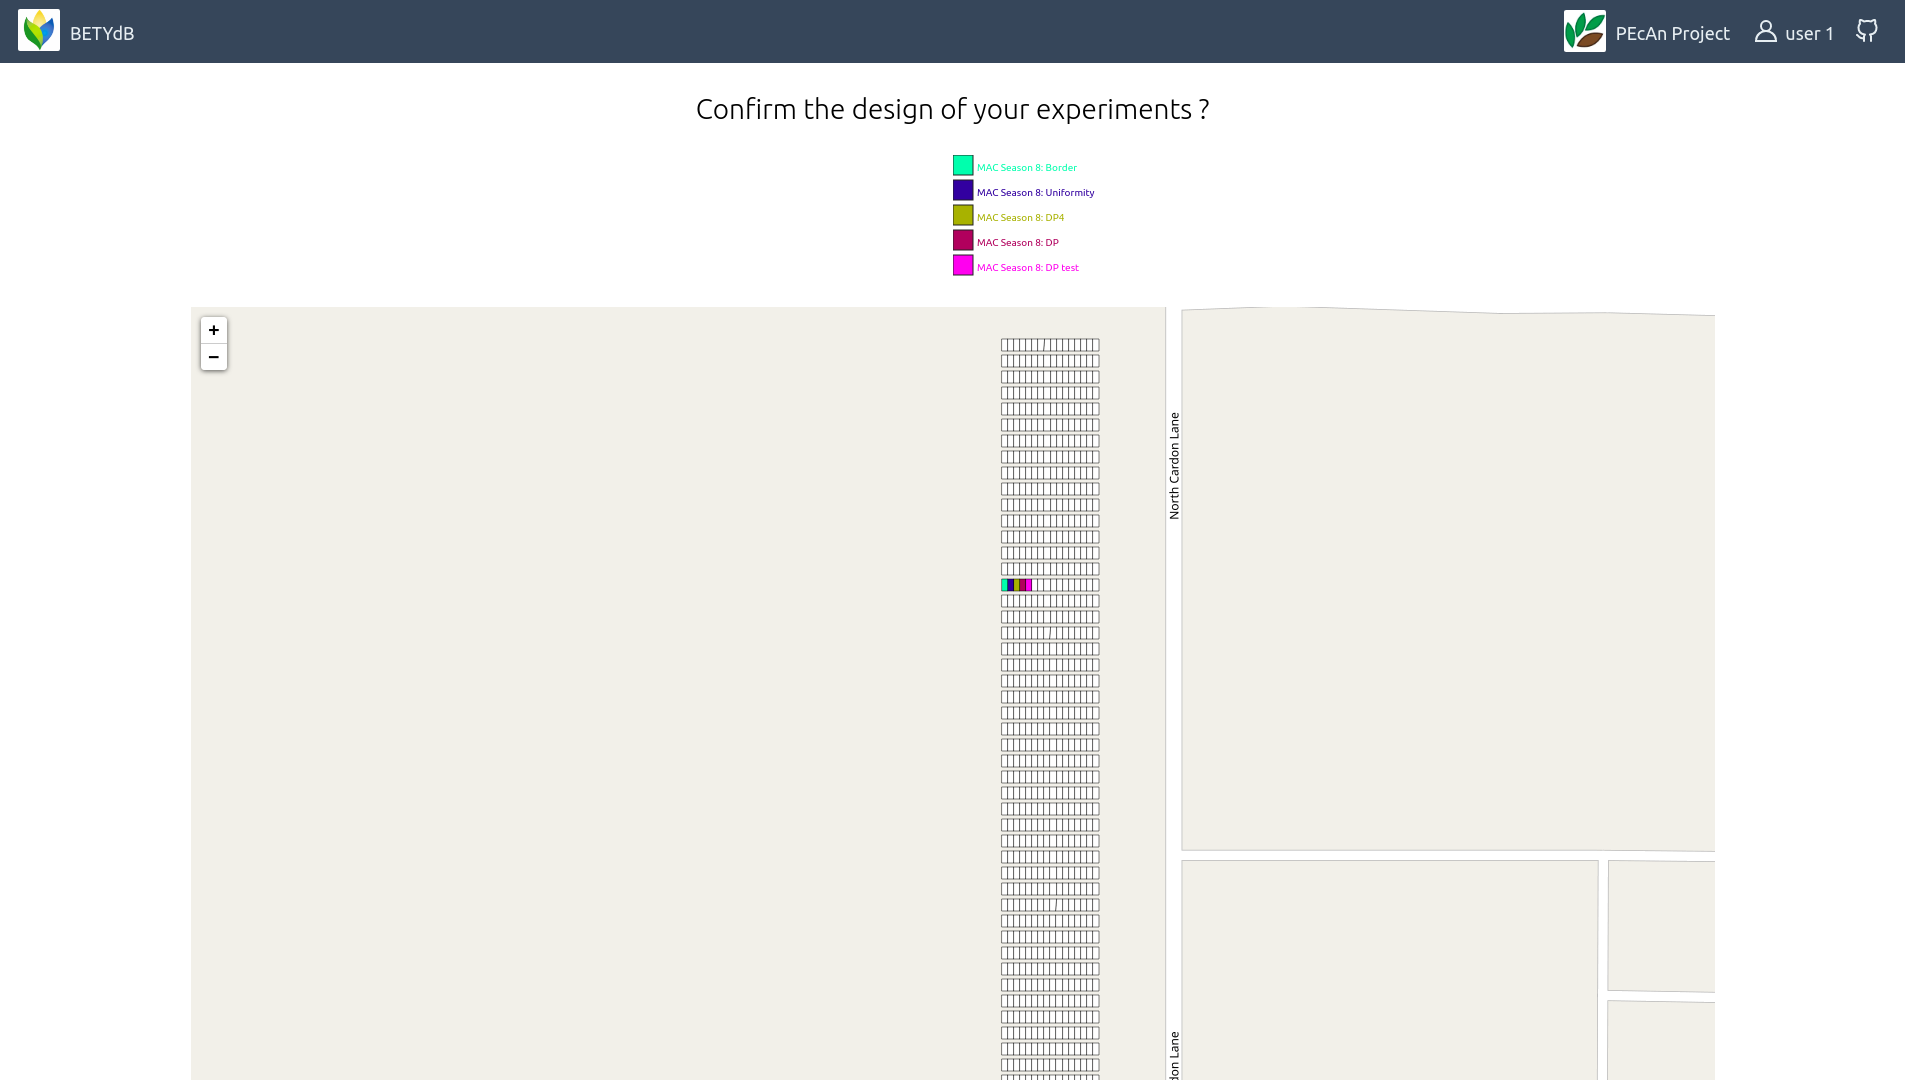 BETYdB
PEcAn Project
user 1
Confirm the design of your experiments ?
MAC Season 8: Border
MAC Season 8: Uniformity
MAC Season 8: DP4
MAC Season 8: DP
MAC Season 8: DP test
+
−
North Cardon Lane
don Lane